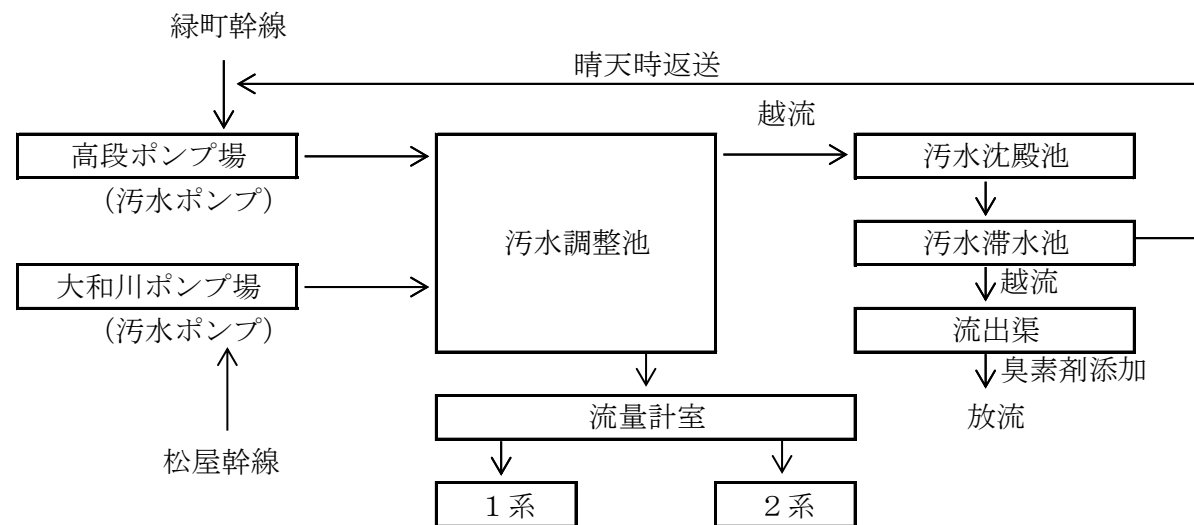 緑町幹線
晴天時返送
越流
高段ポンプ場
(汚水ポンプ)
汚水調整池
汚水沈殿池
汚水滞水池
大和川ポンプ場
(汚水ポンプ)
越流
流出渠
臭素剤添加
流量計室
放流
松屋幹線
1系
2系